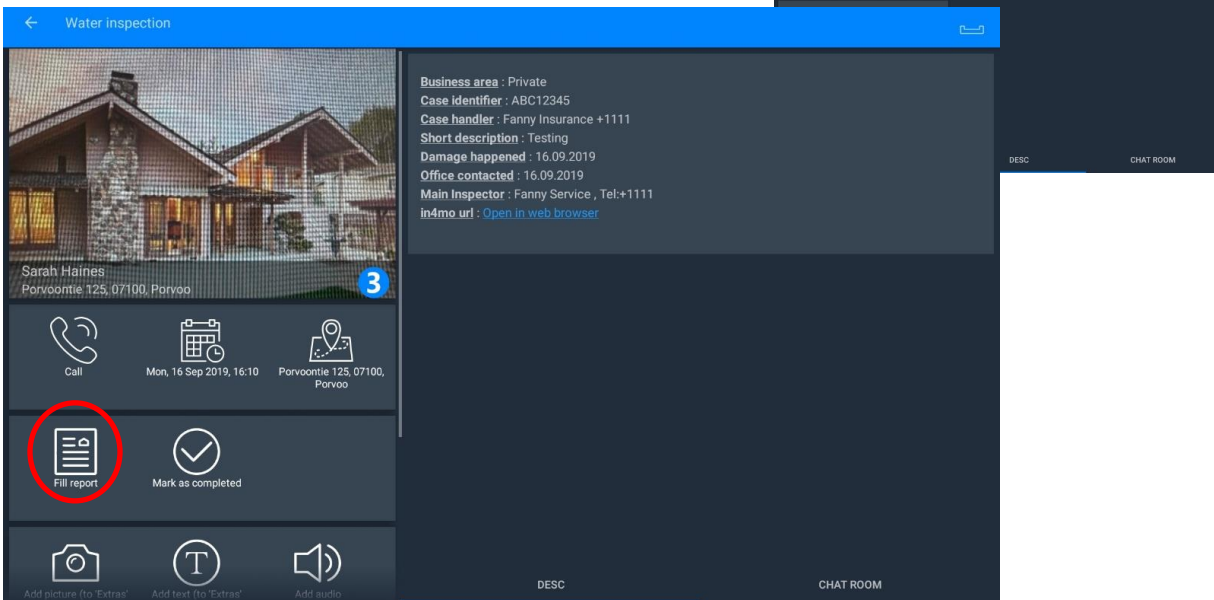 Water inspection
Sarah Haines
Porvoontie 125, 07100, Porvoo
3
Call
Mon, 16 Sep 2019, 16:10
Porvoontie 125, 07100,
Porvoo
Fill report
Mark as completed
Add picture (to 'Extras'
Add text (to 'Extras'
Add audio
Business area : Private
Case identifier : ABC12345
Case handler : Fanny Insurance +1111
Short description : Testing
Damage happened : 16.09.2019
Office contacted : 16.09.2019
Main Inspector : Fanny Service , Tel:+1111
in4mo url : Open in web browser
DESC
CHAT ROOM
DESC
CHAT ROOM